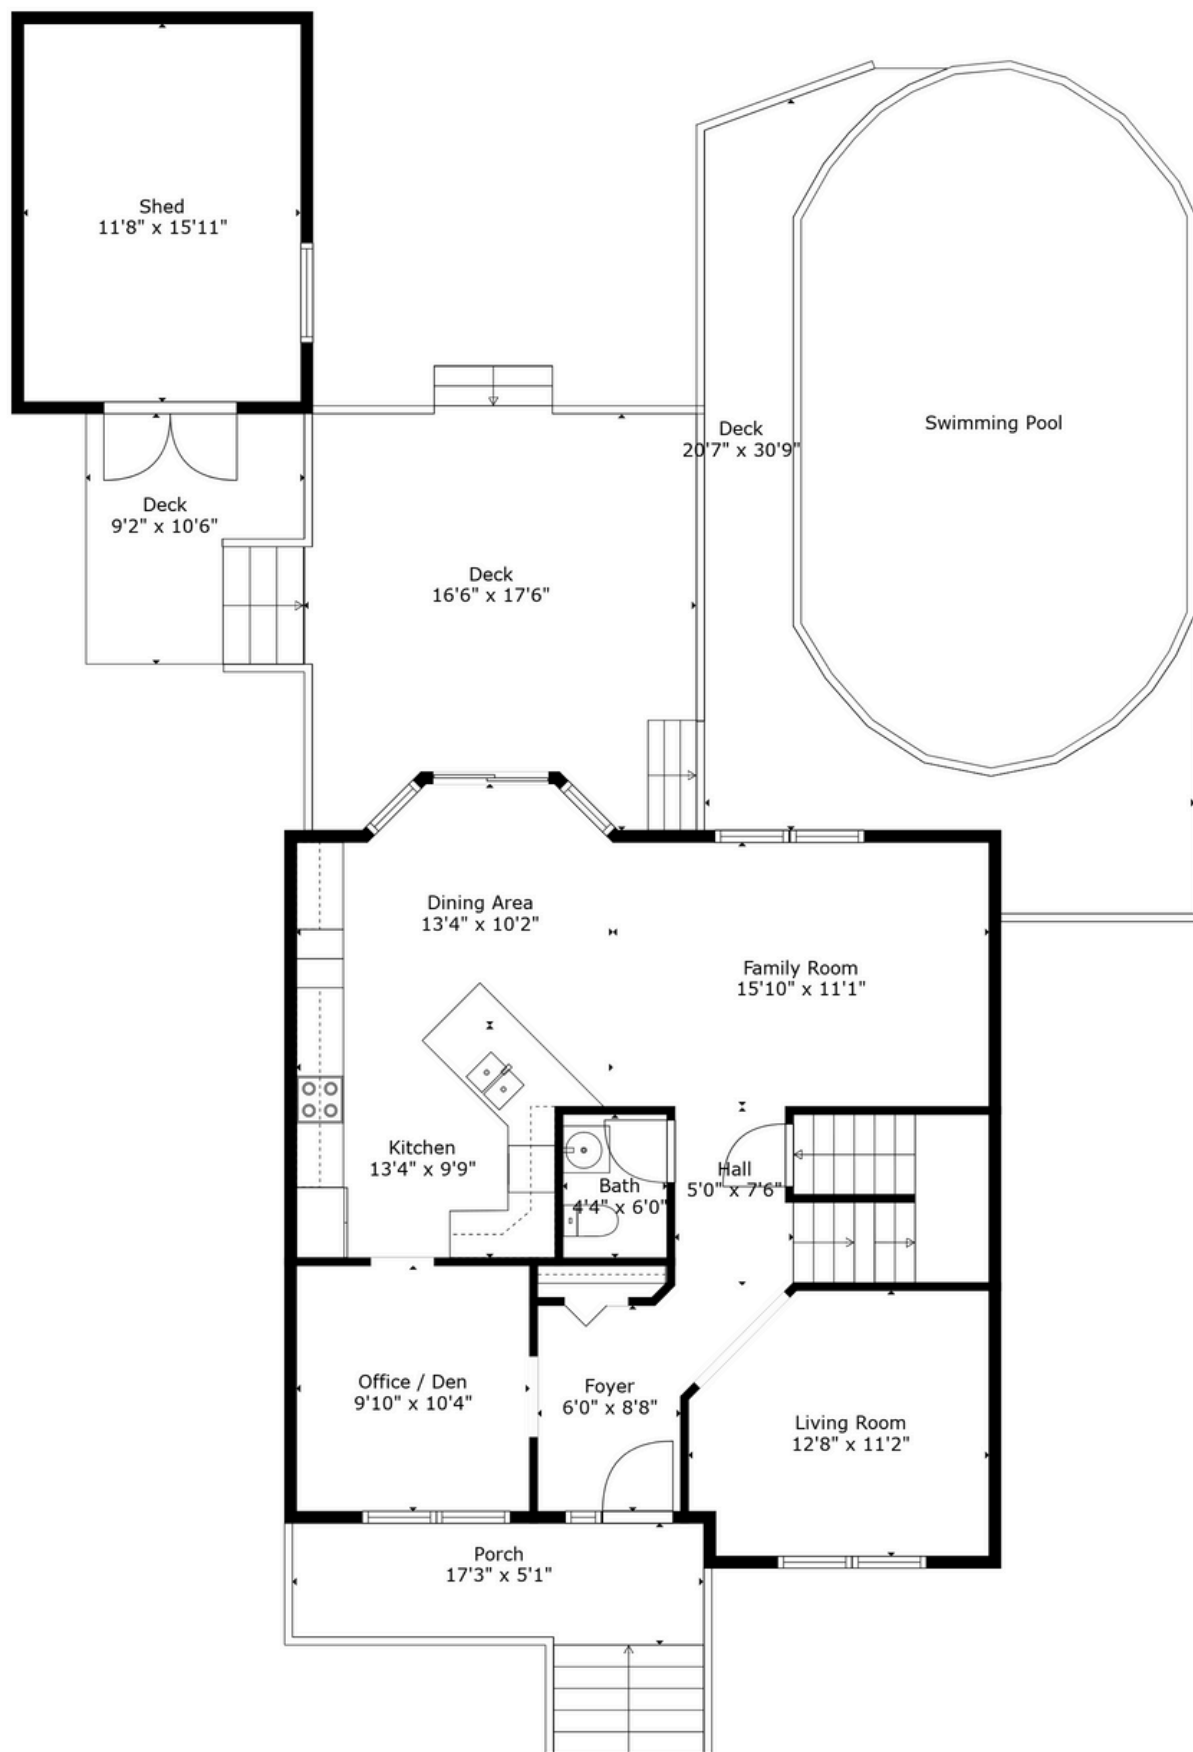 Shed
11'8" x 15'11"
Swimming Pool
Deck
20'7" x 30'9"
Deck
9'2" x 10'6"
Deck
16'6" x 17'6"
Dining Area
13'4" x 10'2"
Family Room
15'10" x 11'1"
Kitchen
13'4" x 9'9"
Bath
4'4" x 6'0"
Hall
5'0" x 7'6"
Office / Den
9'10" x 10'4"
Foyer
6'0" x 8'8"
Living Room
12'8" x 11'2"
Porch
17'3" x 5'1"